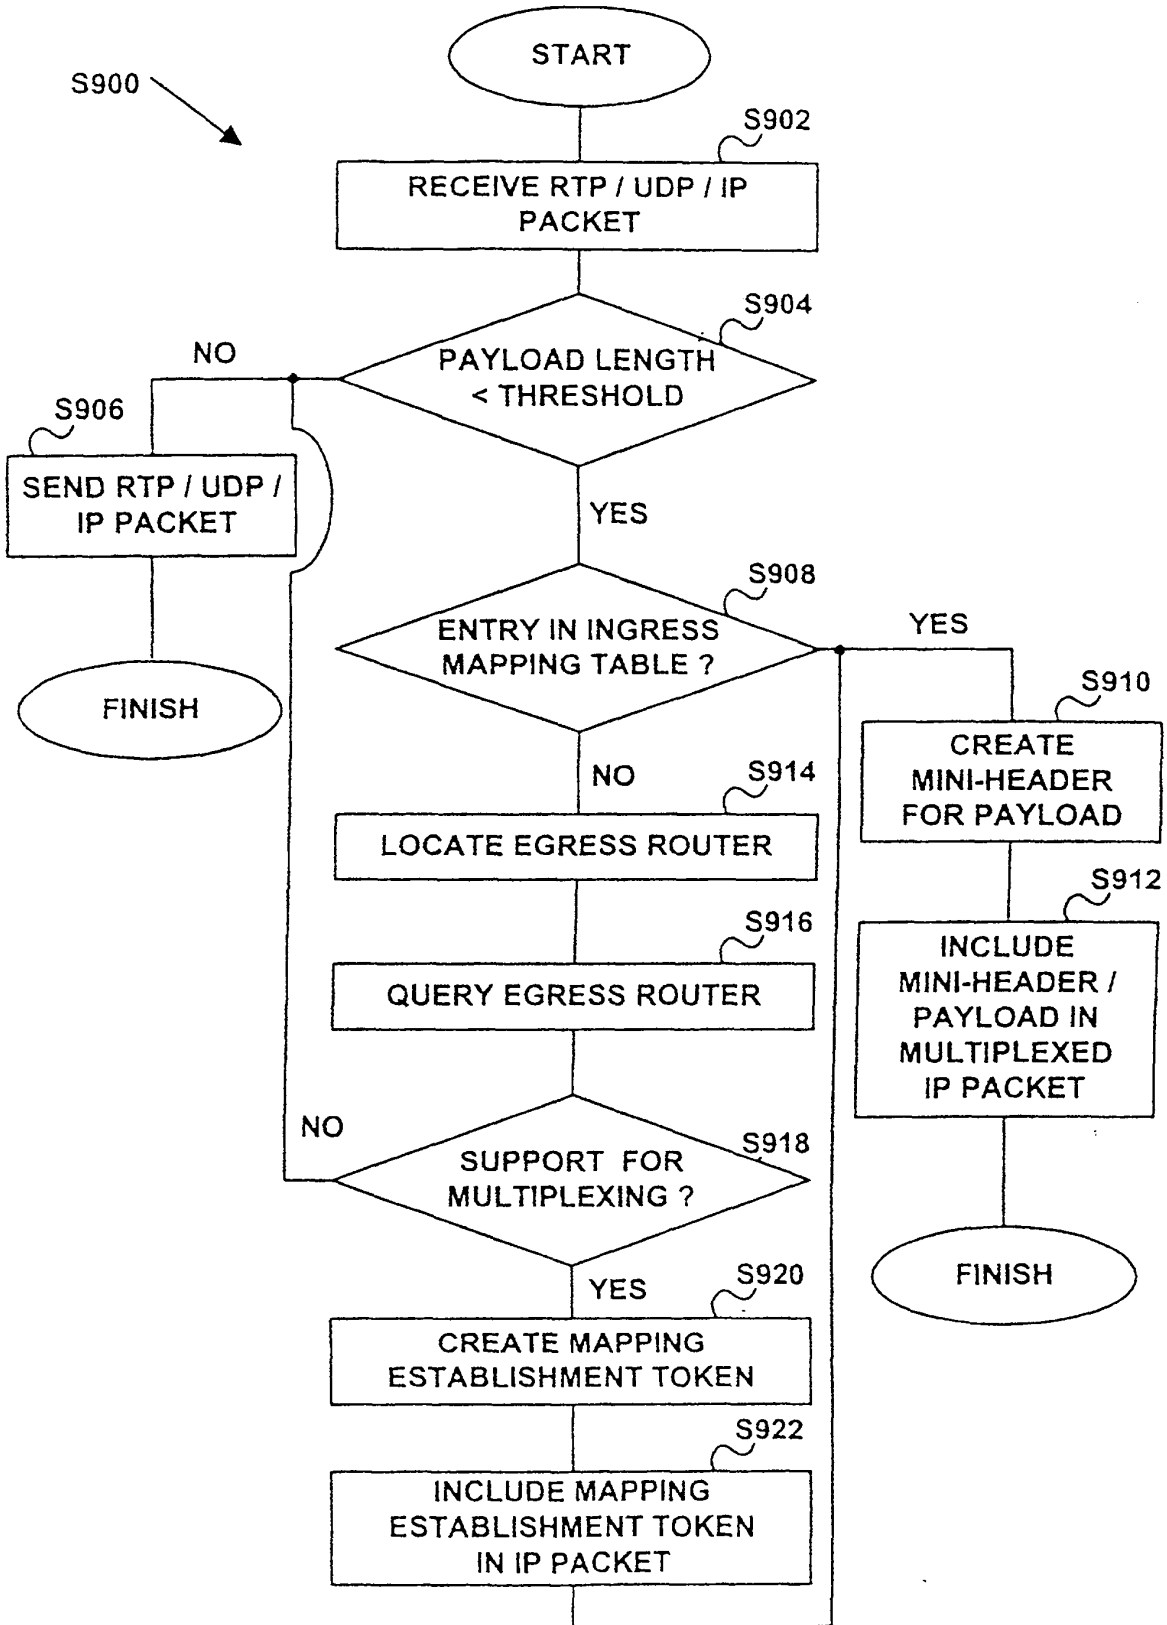 START
S900
S902
RECEIVE RTP / UDP / IP
PACKET
S904
PAYLOAD LENGTH
< THRESHOLD
NO
S906
SEND RTP / UDP /
IP PACKET
YES
FINISH
S908
ENTRY IN INGRESS
MAPPING TABLE ?
YES
S910
CREATE
MINI-HEADER
FOR PAYLOAD
NO
S914
LOCATE EGRESS ROUTER
S912
INCLUDE
MINI-HEADER /
PAYLOAD IN
MULTIPLEXED
IP PACKET
S916
QUERY EGRESS ROUTER
NO
S918
SUPPORT FOR
MULTIPLEXING ?
FINISH
YES
S920
CREATE MAPPING
ESTABLISHMENT TOKEN
S922
INCLUDE MAPPING
ESTABLISHMENT TOKEN
IN IP PACKET